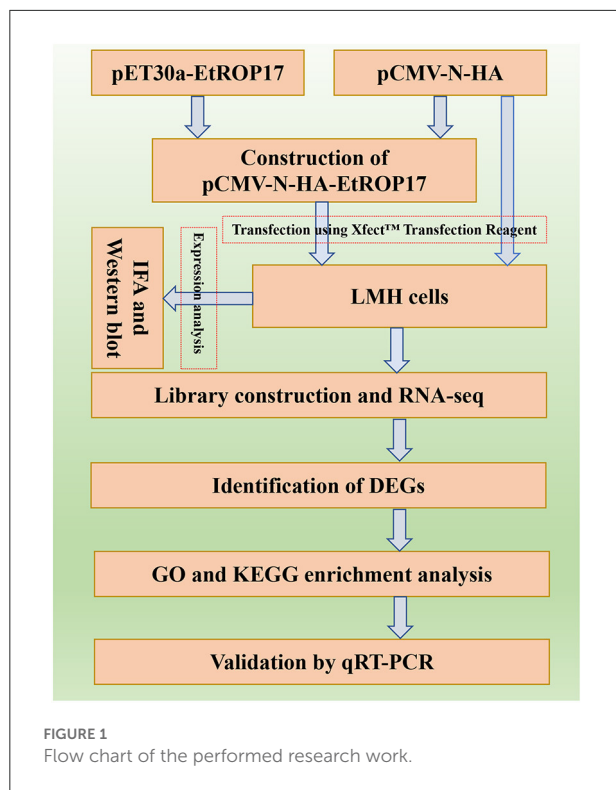 pET30a-EtROP17
pCMV-N-HA
Construction of
pCMV-N-HA-EtROP17
Transfection using Xfect™ Transfection Reagent
IFA and
Western blot
Expression analysis
LMH cells
Library construction and RNA-seq
Identification of DEGs
GO and KEGG enrichment analysis
Validation by qRT-PCR
FIGURE 1
Flow chart of the performed research work.